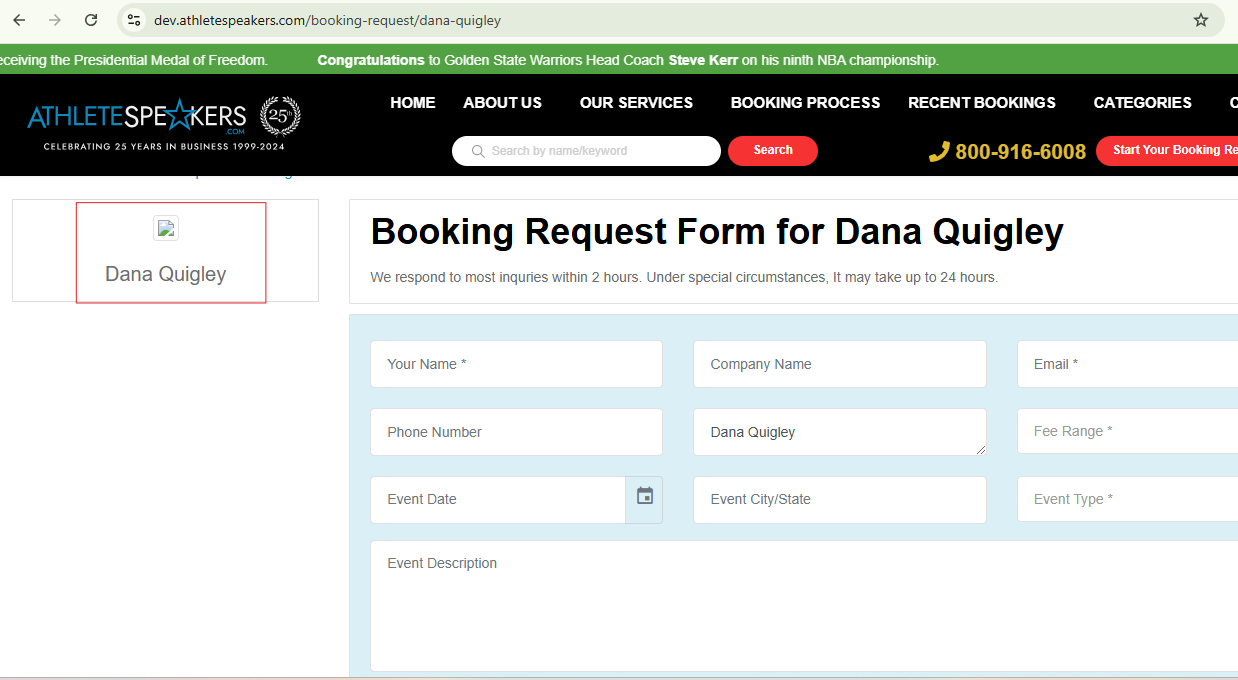 dev.athletespeakers.com/booking-request/dana-quigley
eceiving the Presidential Medal of Freedom. Congratulations to Golden State Warriors Head Coach Steve Kerr on his ninth NBA championship.
ATHLETESPEAKERS
.COM
25th
CELEBRATING 25 YEARS IN BUSINESS 1999-2024
HOME ABOUT US OUR SERVICES BOOKING PROCESS RECENT BOOKINGS CATEGORIES C
Search by name/keyword Search 800-916-6008 Start Your Booking Re
Dana Quigley
Booking Request Form for Dana Quigley
We respond to most inquries within 2 hours. Under special circumstances, It may take up to 24 hours.
Your Name * Company Name Email *
Phone Number Dana Quigley Fee Range *
Event Date Event City/State Event Type *
Event Description